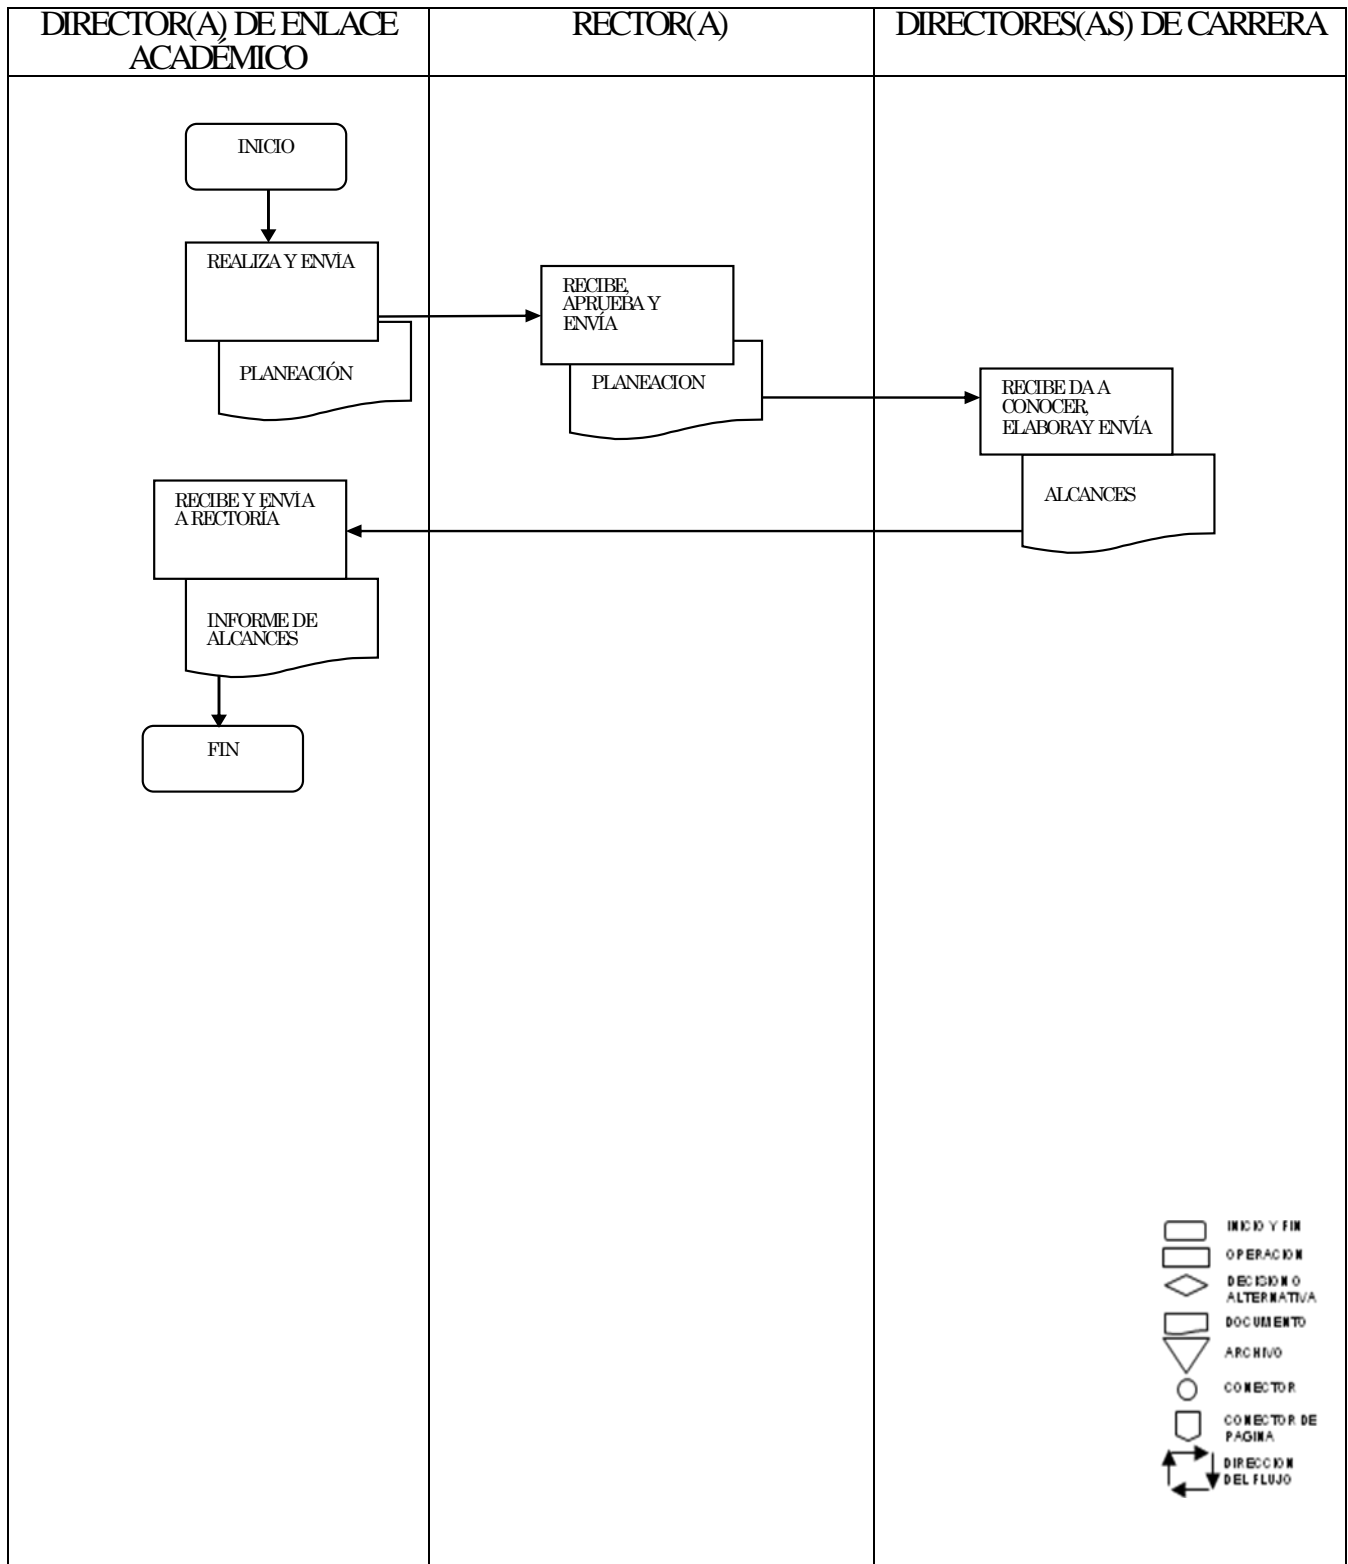 DIRECTOR(A) DE ENLACE
ACADÉMICO
RECTOR(A)
DIRECTORES(AS) DE CARRERA
INICIO
REALIZA Y ENVÍA
PLANEACIÓN
RECIBE,
APRUEBA Y
ENVÍA
PLANEACION
RECIBE DA A
CONOCER,
ELABORA Y ENVÍA
ALCANCES
RECIBE Y ENVÍA
A RECTORÍA
INFORME DE
ALCANCES
FIN
INICIO Y FIN
OPERACION
DECISION O
ALTERNATIVA
DOCUMENTO
ARCHIVO
CONECTOR
CONECTOR DE
PAGINA
DIRECCION
DEL FLUJO